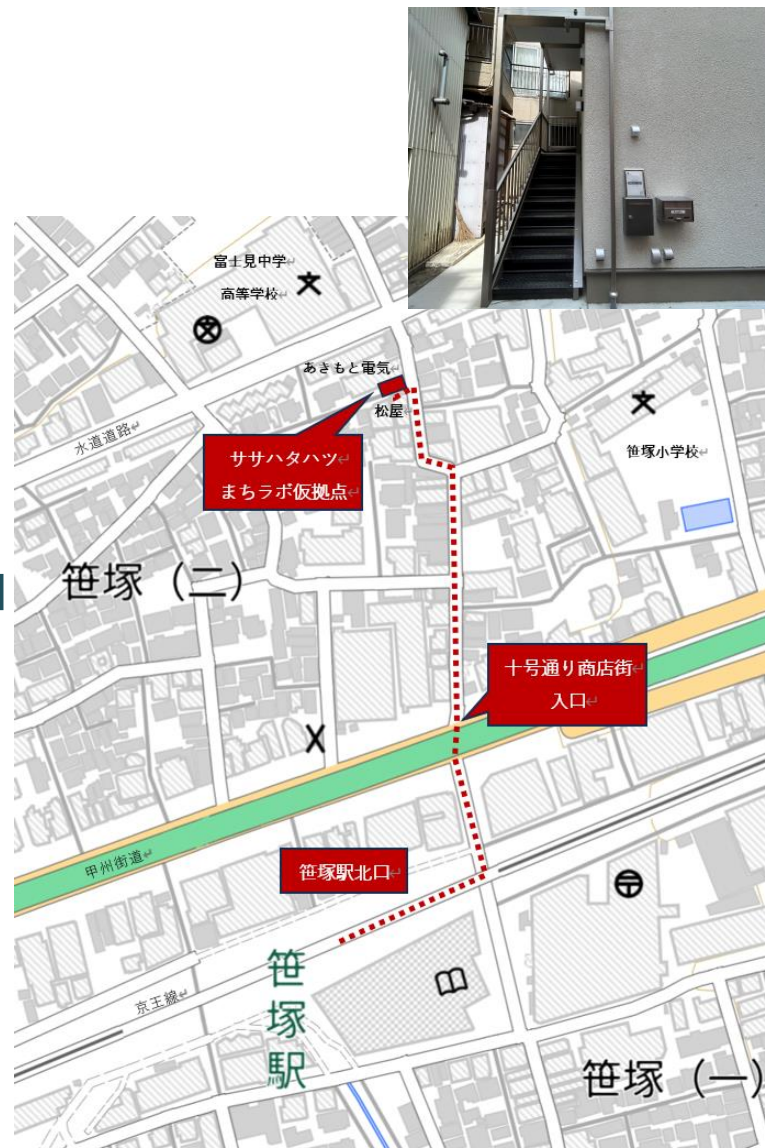 富士見中学
高等学校
あきもと電気
松屋
水道道路
ササハタハツ
まちラボ仮拠点
笹塚小学校
笹塚（二）
十号通り商店街
入口
甲州街道
笹塚駅北口
京王線
笹塚駅
笹塚（一）